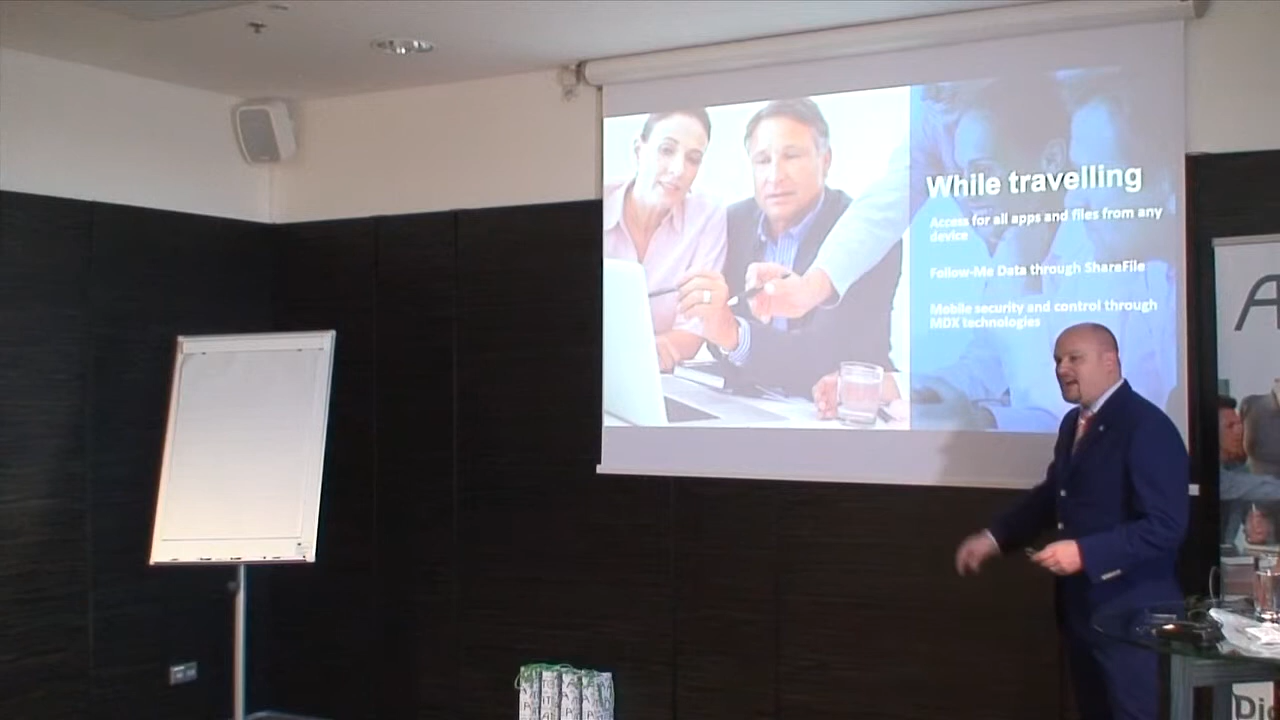 While travelling
Access for all apps and files from any
device
Follow-Me Data through ShareFile
Mobile security and control through
MDX technologies